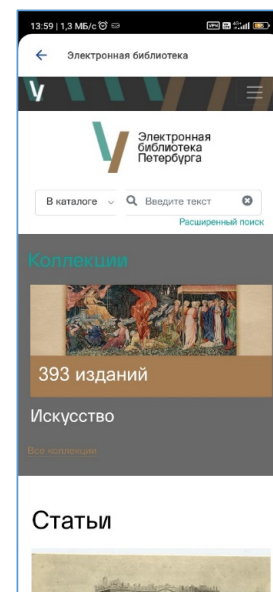 13:59 | 1,3 МБ/с
Электронная библиотека
Электронная
библиотека
Петербурга
В каталоге
Введите текст
Расширенный поиск
Коллекции
393 изданий
Искусство
Все коллекции
Статьи